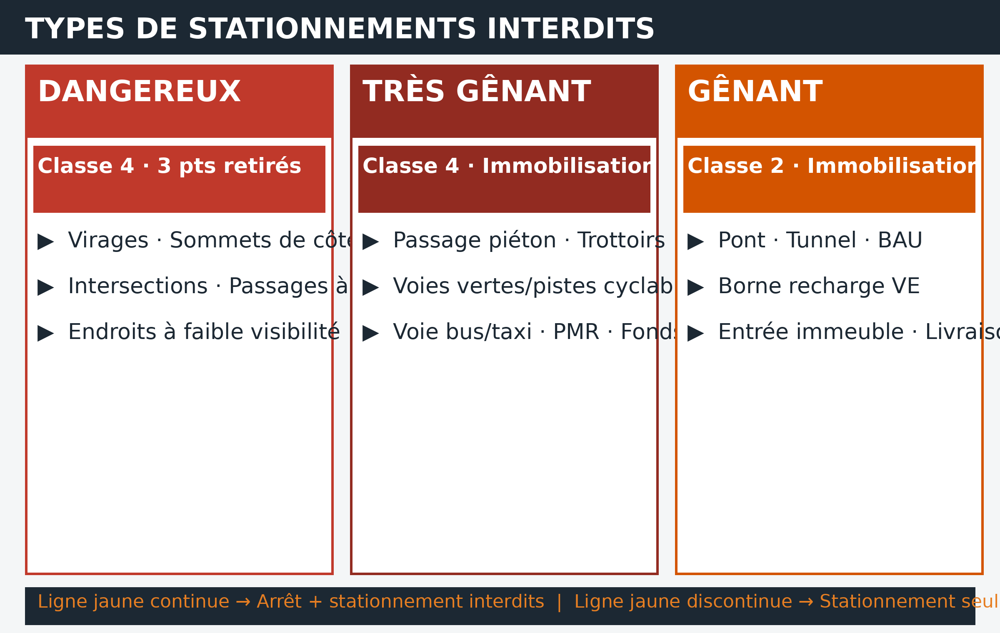 TYPES DE STATIONNEMENTS INTERDITS
DANGEREUX
Classe 4 · 3 pts retirés
▶ Virages · Sommets de côte
▶ Intersections · Passages à
▶ Endroits à faible visibilité
TRÈS GÊNANT
Classe 4 · Immobilisation
▶ Passage piéton · Trottoirs
▶ Voies vertes/pistes cyclab
▶ Voie bus/taxi · PMR · Fonds
GÊNANT
Classe 2 · Immobilisation
▶ Pont · Tunnel · BAU
▶ Borne recharge VE
▶ Entrée immeuble · Livraiso
Ligne jaune continue → Arrêt + stationnement interdits | Ligne jaune discontinue → Stationnement seul